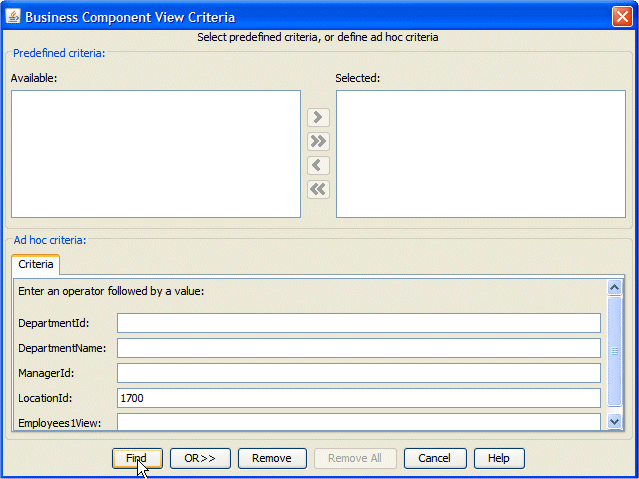 Business Component View Criteria
Select predefined criteria, or define ad hoc criteria
Predefined criteria:
Available: Selected:
Ad hoc criteria:
Criteria
Enter an operator followed by a value:
DepartmentId:
DepartmentName:
ManagerId:
LocationId: 1700
Employees1View:
Find OR>> Remove Remove All Cancel Help